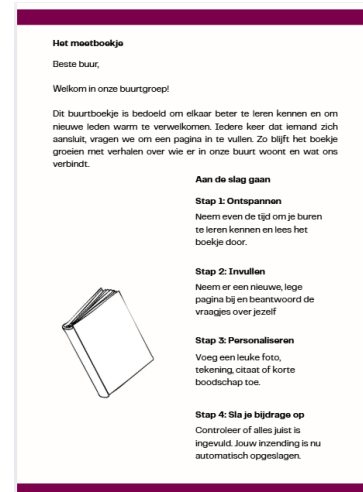 Het meetboekje
Beste buur,
Welkom in onze buurtgroep!
Dit buurtboekje is bedoeld om elkaar beter te leren kennen en om
nieuwe leden warm te verwelkomen. Iedere keer dat iemand zich
aansluit, vragen we om een pagina in te vullen. Zo blijft het boekje
groeien met verhalen over wie er in onze buurt woont en wat ons
verbindt.
Aan de slag gaan
Stap 1: Ontspannen
Neem even de tijd om je buren
te leren kennen en lees het
boekje door.
Stap 2: Invullen
Neem er een nieuwe, lege
pagina bij en beantwoord de
vraagjes over jezelf
Stap 3: Personaliseren
Voeg een leuke foto,
tekening, citaat of korte
boodschap toe.
Stap 4: Sla je bijdrage op
Controleer of alles juist is
ingevuld. Jouw inzending is nu
automatisch opgeslagen.